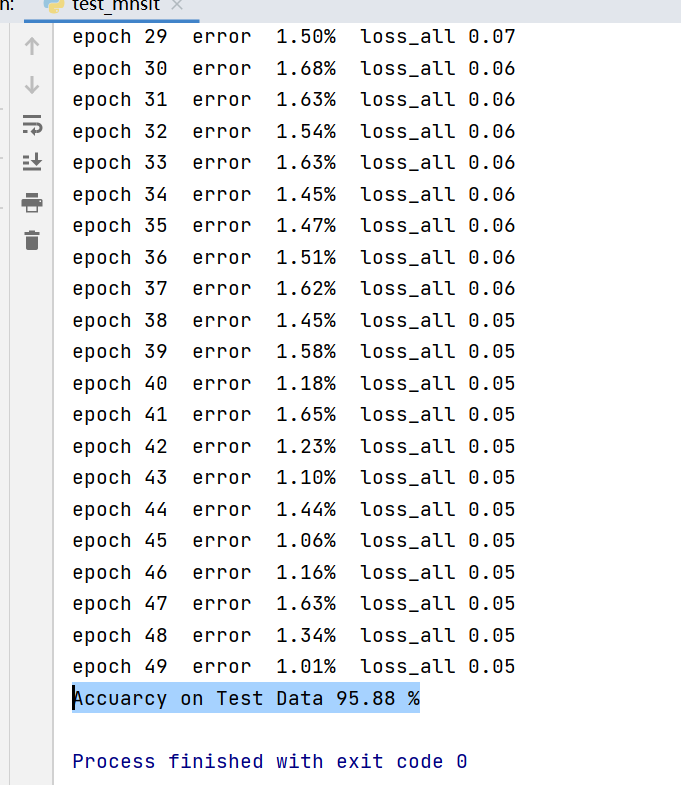 n:
test_mnsit
epoch 29 error 1.50% loss_all 0.07
epoch 30 error 1.68% loss_all 0.06
epoch 31 error 1.63% loss_all 0.06
epoch 32 error 1.54% loss_all 0.06
epoch 33 error 1.63% loss_all 0.06
epoch 34 error 1.45% loss_all 0.06
epoch 35 error 1.47% loss_all 0.06
epoch 36 error 1.51% loss_all 0.06
epoch 37 error 1.62% loss_all 0.06
epoch 38 error 1.45% loss_all 0.05
epoch 39 error 1.58% loss_all 0.05
epoch 40 error 1.18% loss_all 0.05
epoch 41 error 1.65% loss_all 0.05
epoch 42 error 1.23% loss_all 0.05
epoch 43 error 1.10% loss_all 0.05
epoch 44 error 1.44% loss_all 0.05
epoch 45 error 1.06% loss_all 0.05
epoch 46 error 1.16% loss_all 0.05
epoch 47 error 1.63% loss_all 0.05
epoch 48 error 1.34% loss_all 0.05
epoch 49 error 1.01% loss_all 0.05
Accuarcy on Test Data 95.88 %
Process finished with exit code 0